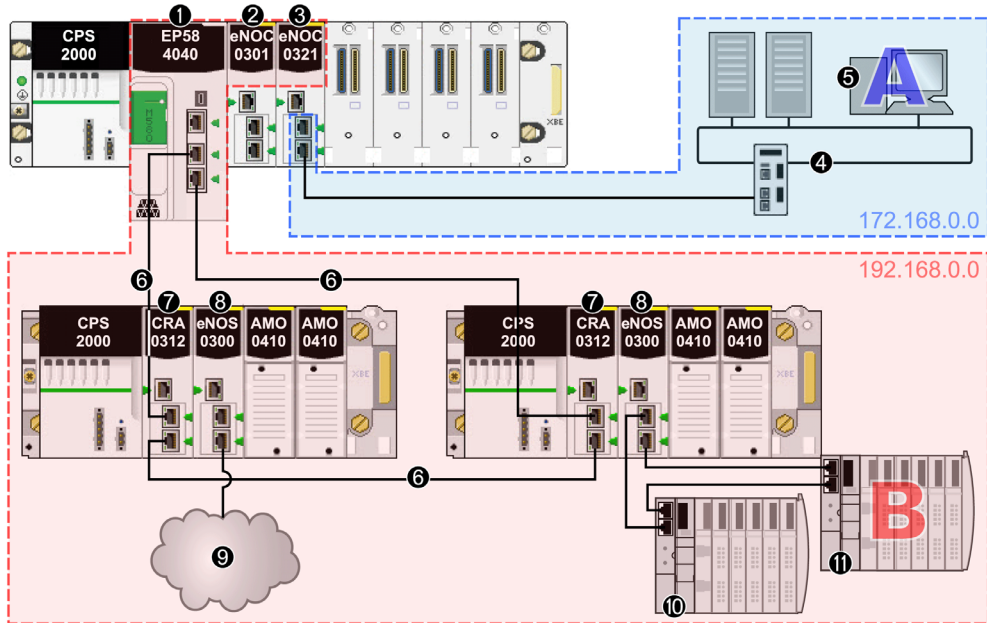 1
2
3
CPS
2000
EP58
4040
eNOC
0301
eNOC
0321
XBE
5
A
4
172.168.0.0
192.168.0.0
6
6
7
8
7
8
CPS
2000
CRA
0312
eNOS
0300
AMO
0410
AMO
0410
XBE
CPS
2000
CRA
0312
eNOS
0300
AMO
0410
AMO
0410
XBE
6
B
9
10
11